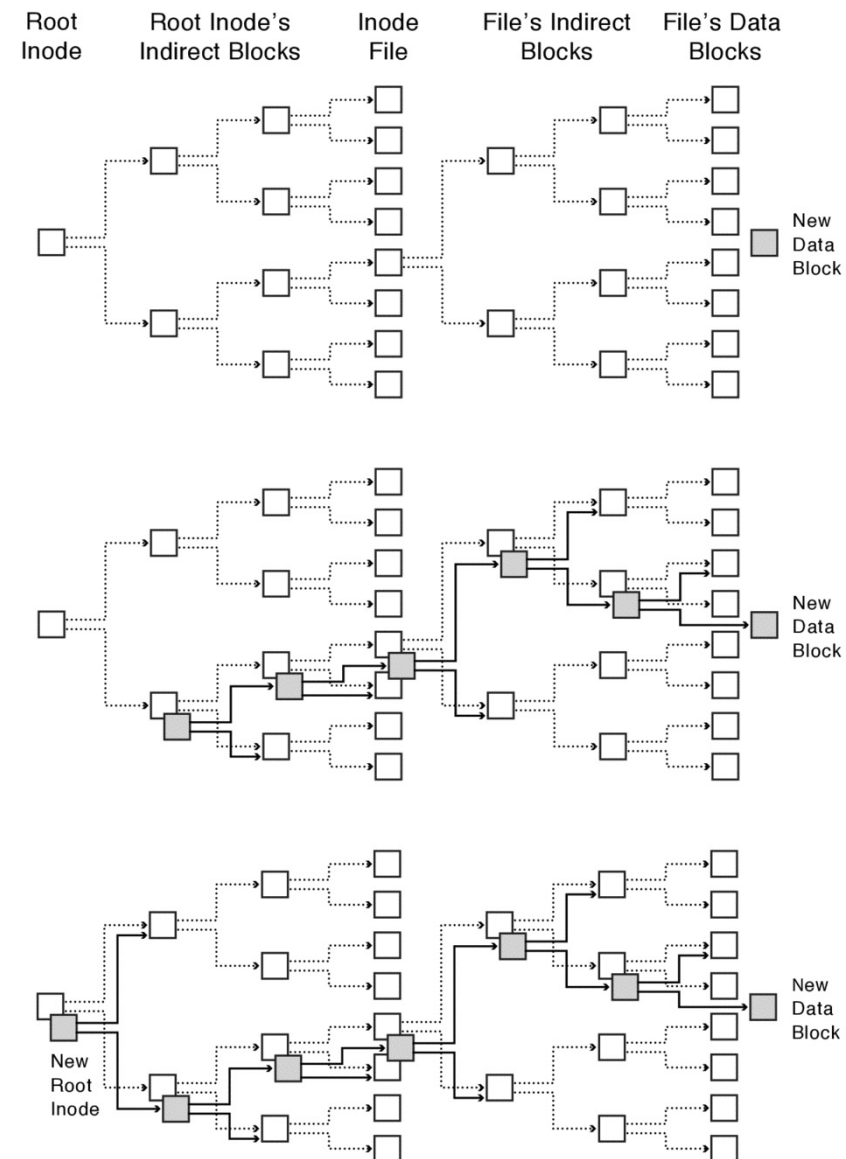 Root
Inode
Root Inode's
Indirect Blocks
Inode
File
File's Indirect
Blocks
File's Data
Blocks
New
Data
Block
New
Data
Block
New
Data
Block
New
Root
Inode